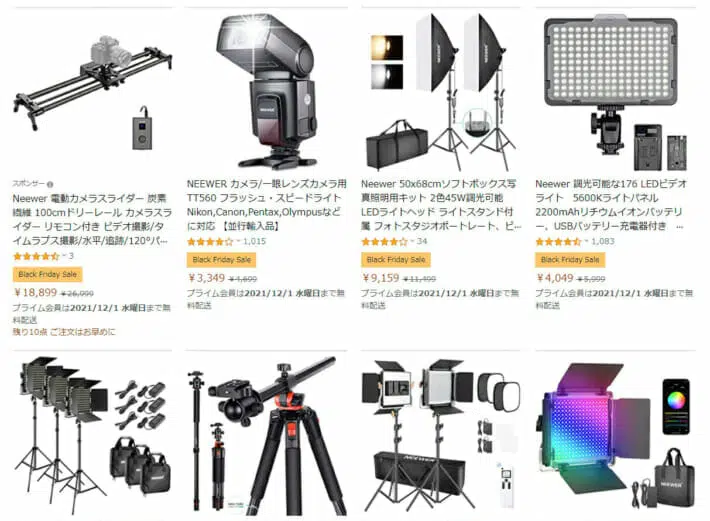 スポンサー
Neewer 電動カメラスライダー 炭素
繊維 100cmドリーレール カメラスラ
イダー リモコン付き ビデオ撮影/タ
イムラプス撮影/水平/追跡/120°パ...
3
Black Friday Sale
￥18,899 ￥26,999
プライム会員は2021/12/1 水曜日まで無
料配送
残り10点 ご注文はお早めに
NEEWER カメラ/一眼レンズカメラ用
TT560 フラッシュ・スピードライト
Nikon,Canon,Pentax,Olympusなど
に対応 【並行輸入品】
1,015
Black Friday Sale
￥3,349 ￥4,699
プライム会員は2021/12/1 水曜日まで無
料配送
NEEWER
Neewer 50x68cmソフトボックス写
真照明用キット 2色45W調光可能
LEDライトヘッド ライトスタンド付
属 フォトスタジオポートレート、ビ...
34
Black Friday Sale
￥9,159 ￥11,499
プライム会員は2021/12/1 水曜日まで無
料配送
Neewer 調光可能な176 LEDビデオ
ライト 5600Kライトパネル
2200mAhリチウムイオンバッテリ
ー、USBバッテリー充電器付き ...
1,083
Black Friday Sale
￥4,049 ￥5,999
プライム会員は2021/12/1 水曜日まで無
料配送
NEEWER
NEEWER
NEEWER